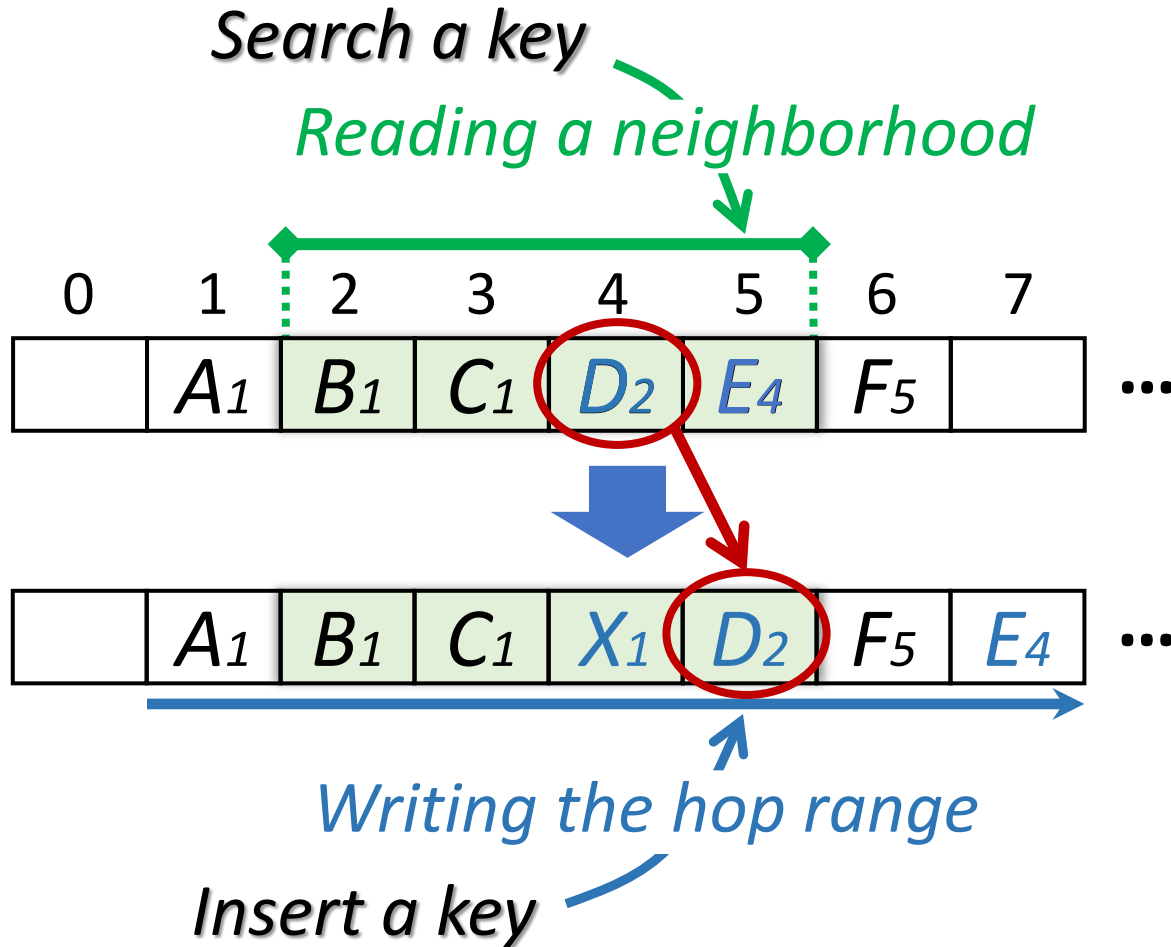 Search a key
Reading a neighborhood
0 1 2 3 4 5 6 7
A1 B1 C1 D2 E4 F5 ...
A1 B1 C1 X1 D2 F5 E4 ...
Writing the hop range
Insert a key